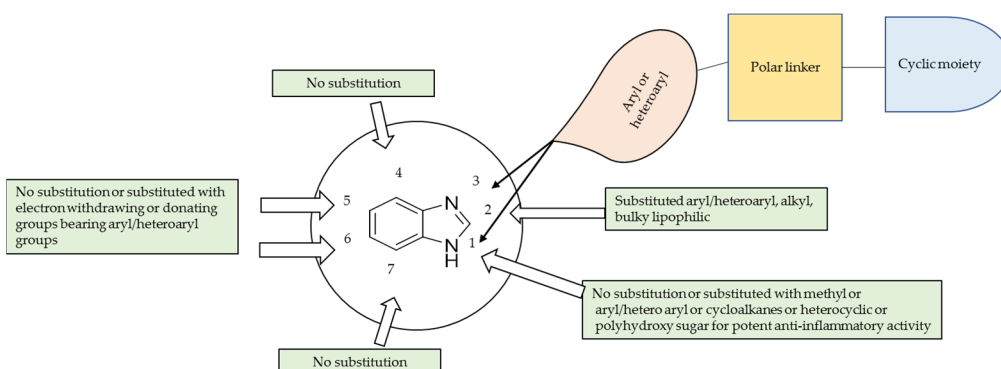 No substitution
Aryl or
heteroaryl
Polar linker
Cyclic moiety
No substitution or substituted with
electron withdrawing or donating
groups bearing aryl/heteroaryl
groups
4
5
6
7
3
2
1
N
N
H
Substituted aryl/heteroaryl, alkyl,
bulky lipophilic
No substitution or substituted with methyl or
aryl/hetero aryl or cycloalkanes or heterocyclic or
polyhydroxy sugar for potent anti-inflammatory activity
No substitution